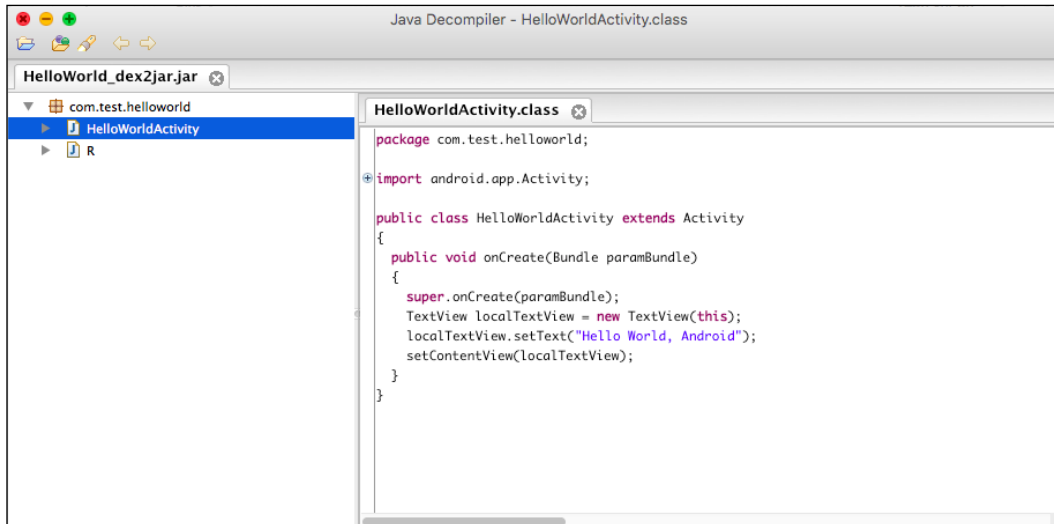 Java Decompiler - HelloWorldActivity.class
HelloWorld_dex2jar.jar
com.test.helloworld
HelloWorldActivity
R
HelloWorldActivity.class
package com.test.helloworld;
import android.app.Activity;
public class HelloWorldActivity extends Activity
{
public void onCreate(Bundle paramBundle)
{
super.onCreate(paramBundle);
TextView localTextView = new TextView(this);
localTextView.setText("Hello World, Android");
setContentView(localTextView);
}
}